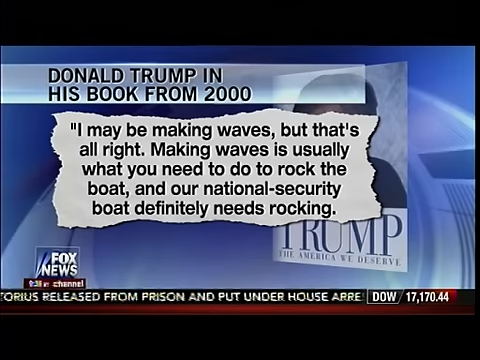 DONALD TRUMP IN
HIS BOOK FROM 2000
"I may be making waves, but that's
all right. Making waves is usually
what you need to do to rock the
boat, and our national-security
boat definitely needs rocking.
TRUMP
THE AMERICA WE DESERVE
FOX
NEWS
channel
TORIUS RELEASED FROM PRISON AND PUT UNDER HOUSE ARRE
DOW 17,170.44